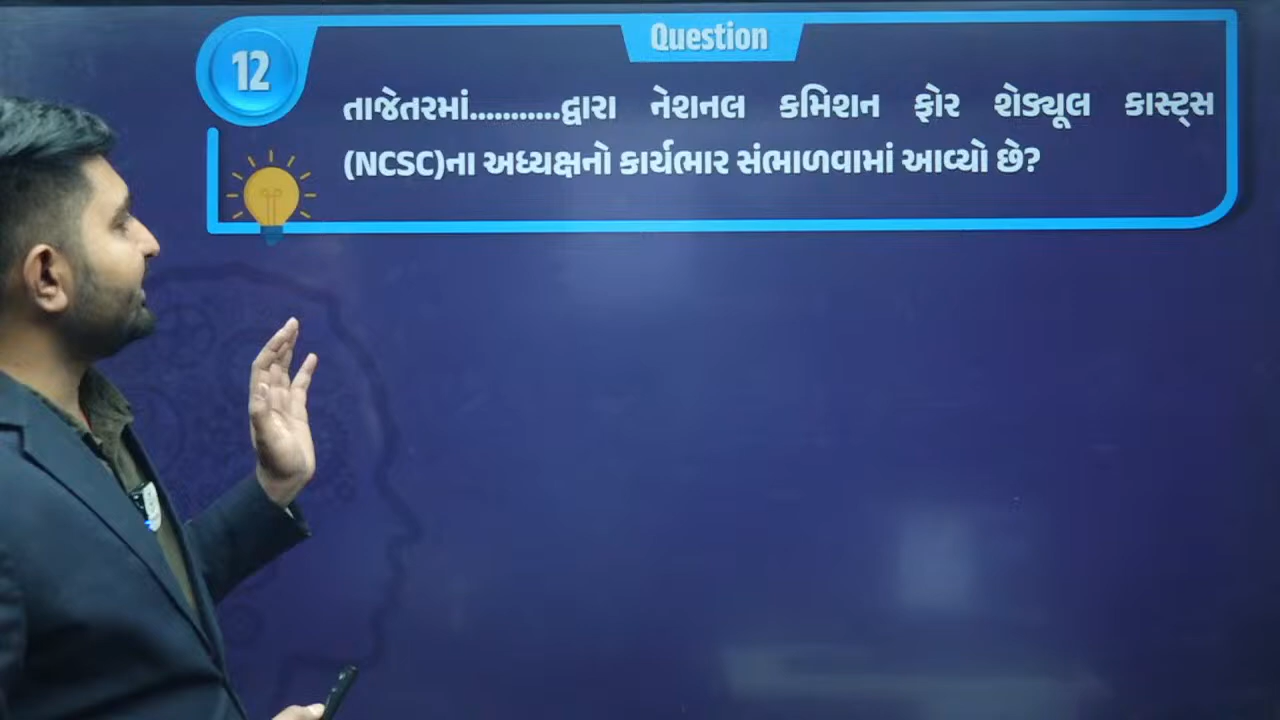 12
Question
તાજેતરમાં...........દ્વારા નેશનલ કમિશન ફોર શેડ્યૂલ કાસ્ટ્સ
(NCSC)ના અધ્યક્ષનો કાર્યભાર સંભાળવામાં આવ્યો છે?